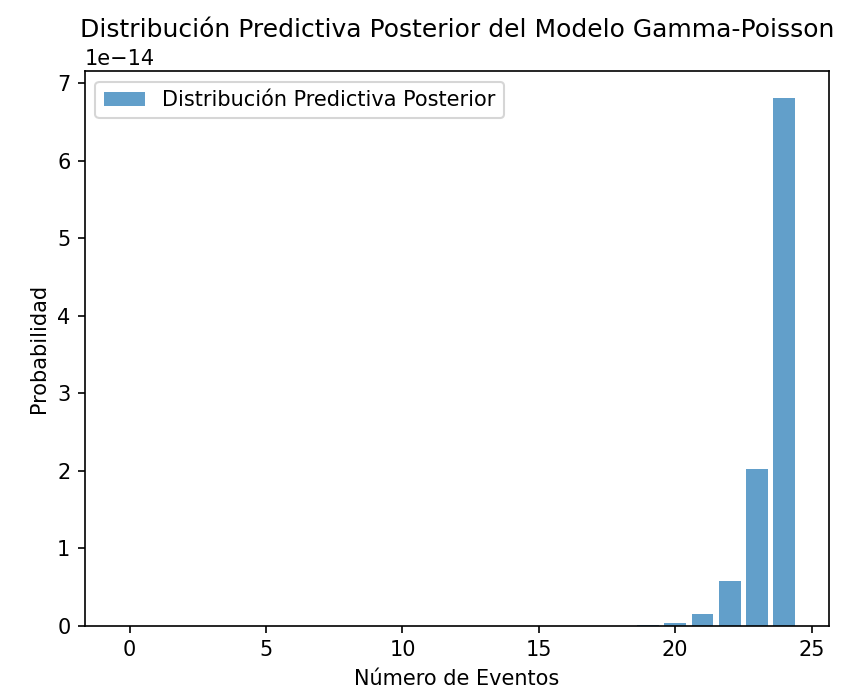 Distribución Predictiva Posterior del Modelo Gamma-Poisson
1e−14
7
6
5
4
3
2
1
0
Probabilidad
Distribución Predictiva Posterior
0 5 10 15 20 25
Número de Eventos